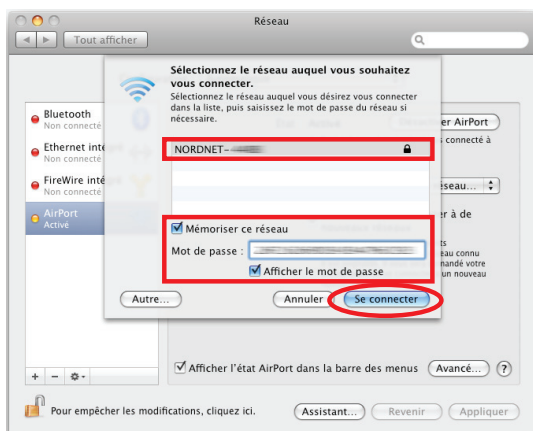 Réseau
Tout afficher
Sélectionnez le réseau auquel vous souhaitez
vous connecter.
Sélectionnez le réseau auquel vous désirez vous connecter
dans la liste, puis saisissez le mot de passe du réseau si
nécessaire.
Bluetooth
Non connecté
er AirPort
connecté à
Ethernet inté
Non connecté
NORDNET-
FireWire inté
Non connecté
éseau...
AirPort
Activé
er à de
Mémoriser ce réseau
ts
eau connu
Mot de passe :
mandé votre
un nouveau
Afficher le mot de passe
Autre...
Annuler
Se connecter
Afficher l'état AirPort dans la barre des menus
Avancé...
?
+ -
Pour empêcher les modifications, cliquez ici.
Assistant...
Revenir
Appliquer